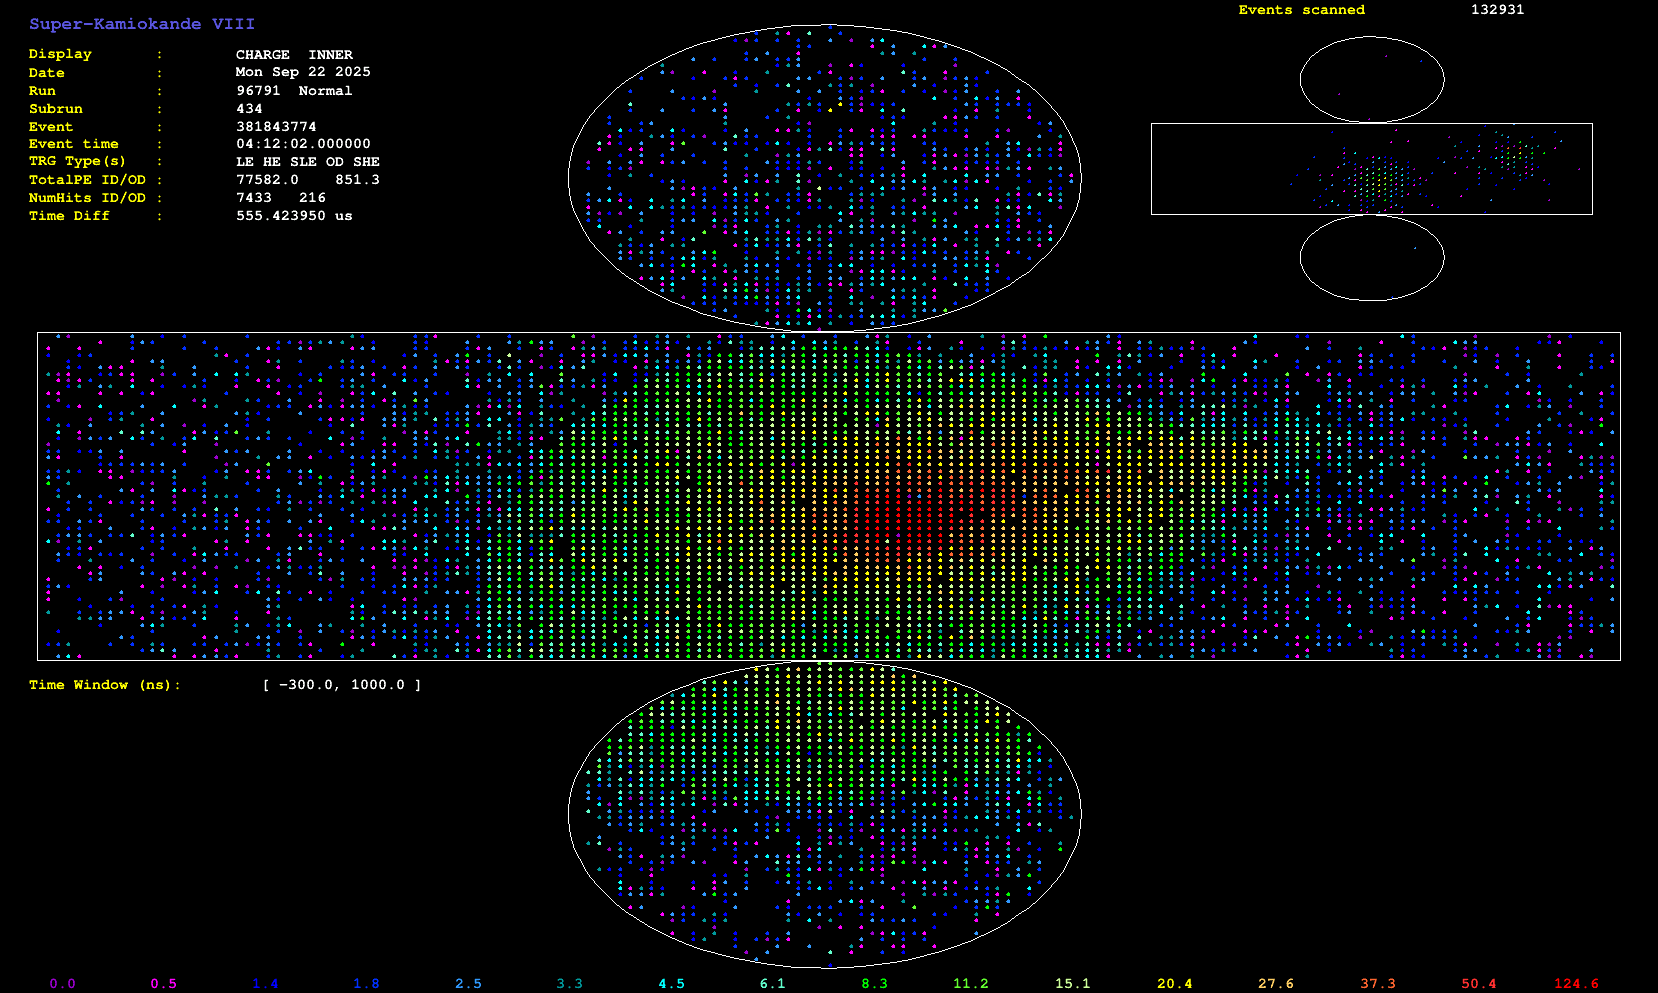 Super-Kamiokande VIII
Events scanned 132931
Display : CHARGE INNER
Date : Mon Sep 22 2025
Run : 96791 Normal
Subrun : 434
Event : 381843774
Event time : 04:12:02.000000
TRG Type(s) : LE HE SLE OD SHE
TotalPE ID/OD : 77582.0 851.3
NumHits ID/OD : 7433 216
Time Diff : 555.423950 us
Time Window (ns): [ -300.0, 1000.0 ]
0.0 0.5 1.4 1.8 2.5 3.3 4.5 6.1 8.3 11.2 15.1 20.4 27.6 37.3 50.4 124.6